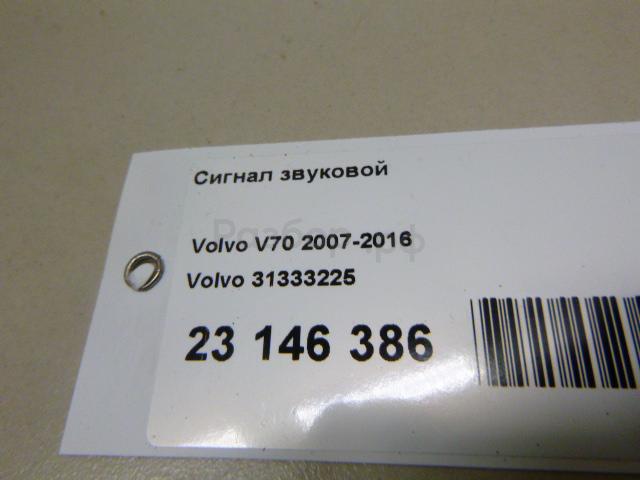 Сигнал звуковой
Volvo V70 2007-2016
Volvo 31333225
23 146 386